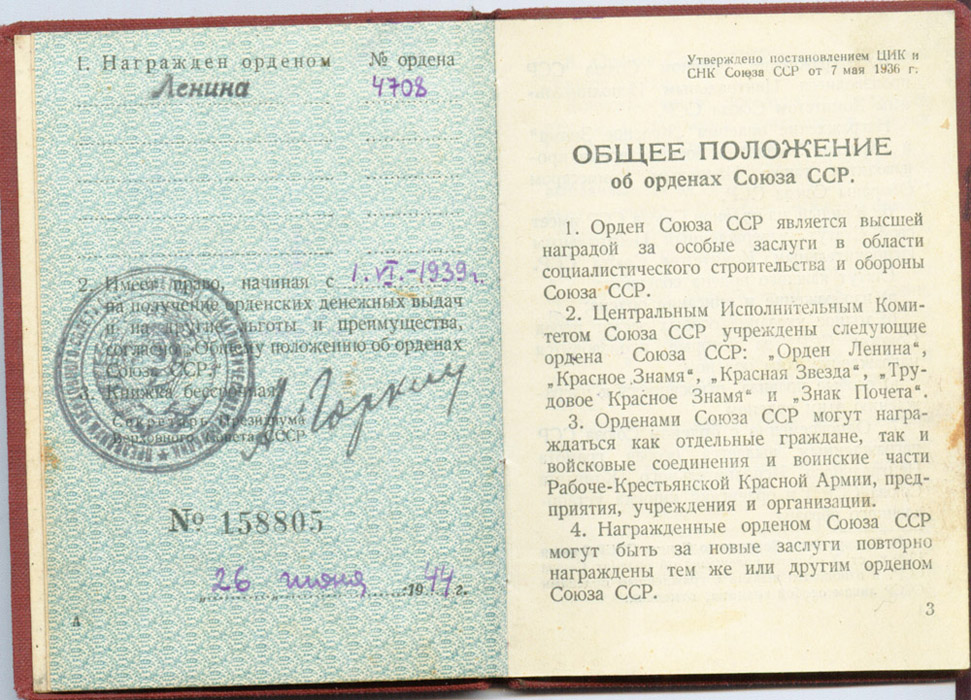 1. Награжден орденом № ордена
Ленина 4708
2. Имеет право, начиная с 1.VI.-1939 г.
на получение орденских денежных выдач
и на другие льготы и преимущества,
согласно „Общему положению об орденах
Союза ССР“.
3. Книжка бессрочная.
Секретарь Президиума
Верховного Совета СССР
А Горкин
№ 158805
26 июня 1944 г.
А
Утверждено постановлением ЦИК и
СНК Союза ССР от 7 мая 1936 г.
ОБЩЕЕ ПОЛОЖЕНИЕ
об орденах Союза ССР.
1. Орден Союза ССР является высшей
наградой за особые заслуги в области
социалистического строительства и обороны
Союза ССР.
2. Центральным Исполнительным Коми-
тетом Союза ССР учреждены следующие
ордена Союза ССР: „Орден Ленина“,
„Красное Знамя“, „Красная Звезда“, „Тру-
довое Красное Знамя“ и „Знак Почета“.
3. Орденами Союза ССР могут награ-
ждаться как отдельные граждане, так и
войсковые соединения и воинские части
Рабоче-Крестьянской Красной Армии, пред-
приятия, учреждения и организации.
4. Награжденные орденом Союза ССР
могут быть за новые заслуги повторно
награждены тем же или другим орденом
Союза ССР.
3